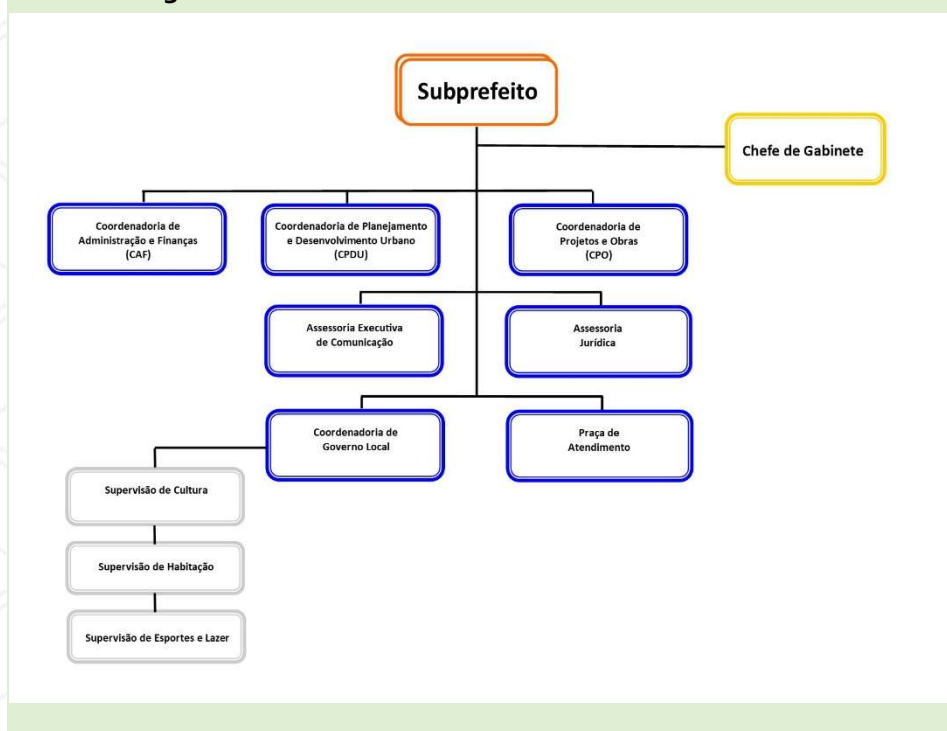 Subprefeito
Chefe de Gabinete
Coordenadoria de
Administração e Finanças
(CAF)
Coordenadoria de Planejamento
e Desenvolvimento Urbano
(CPDU)
Coordenadoria de
Projetos e Obras
(CPO)
Assessoria Executiva
de Comunicação
Assessoria
Jurídica
Coordenadoria de
Governo Local
Praça de
Atendimento
Supervisão de Cultura
Supervisão de Habitação
Supervisão de Esportes e Lazer